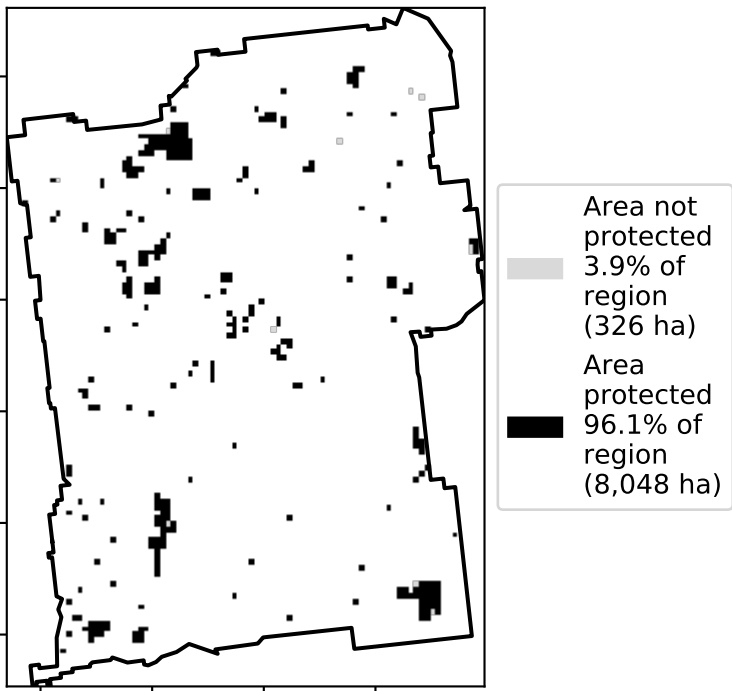 Area not
protected
3.9% of
region
(326 ha)
Area
protected
96.1% of
region
(8,048 ha)